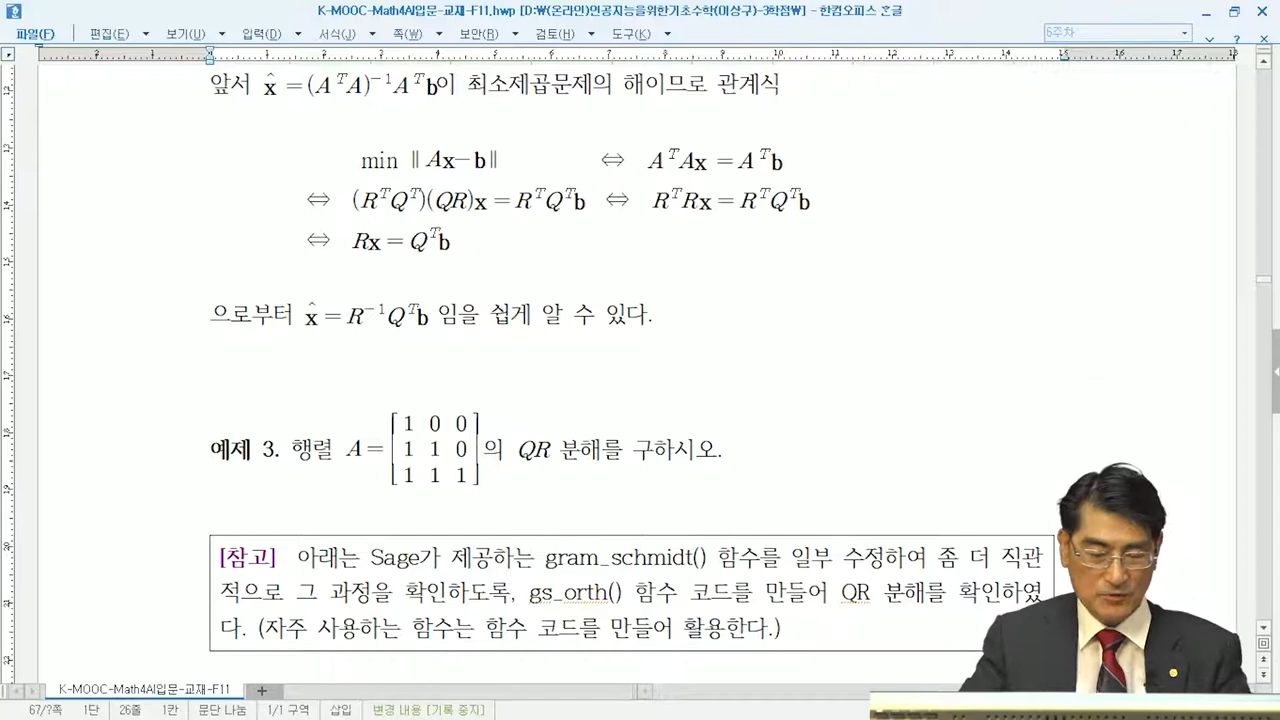 K-MOOC-Math4AI입문-교재-F11.hwp [D:₩(온라인)인공지능을위한기초수학(이상구)-3학점₩] - 한컴오피스 한글
파일(F) 편집(E) 보기(U) 입력(D) 서식(J) 쪽(W) 보안(R) 검토(H) 도구(K) 6주차
앞서 x̂ = (AᵀA)⁻¹Aᵀb이 최소제곱문제의 해이므로 관계식
min ‖Ax−b‖ ⇔ AᵀAx = Aᵀb
⇔ (RᵀQᵀ)(QR)x = RᵀQᵀb ⇔ RᵀRx = RᵀQᵀb
⇔ Rx = Qᵀb
으로부터 x̂ = R⁻¹Qᵀb 임을 쉽게 알 수 있다.
1 0 0
예제 3. 행렬 A = 1 1 0 의 QR 분해를 구하시오.
1 1 1
[참고] 아래는 Sage가 제공하는 gram_schmidt() 함수를 일부 수정하여 좀 더 직관
적으로 그 과정을 확인하도록, gs_orth() 함수 코드를 만들어 QR 분해를 확인하였
다. (자주 사용하는 함수는 함수 코드를 만들어 활용한다.)
K-MOOC-Math4AI입문-교재-F11
67/?쪽 1단 26줄 1칸 문단 나눔 1/1 구역 삽입 변경 내용 [기록 중지]